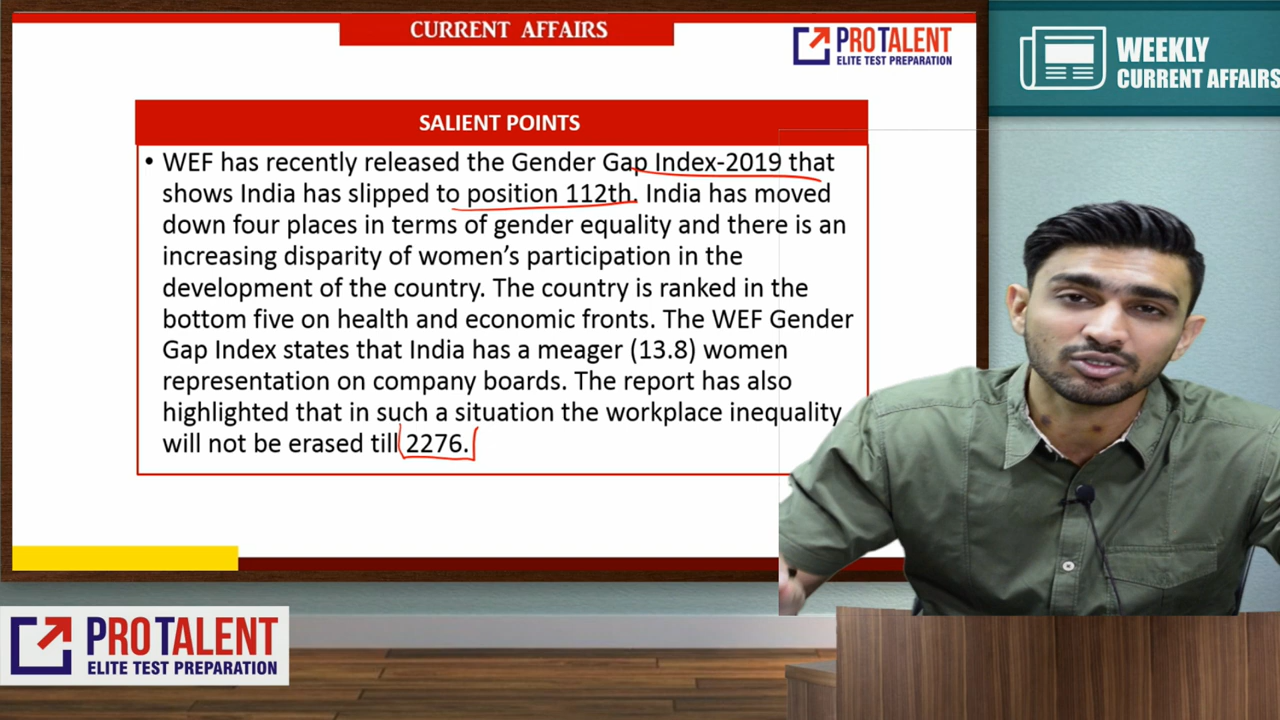 CURRENT AFFAIRS
PROTALENT
ELITE TEST PREPARATION
WEEKLY
CURRENT AFFAIRS
SALIENT POINTS
• WEF has recently released the Gender Gap Index-2019 that
shows India has slipped to position 112th. India has moved
down four places in terms of gender equality and there is an
increasing disparity of women’s participation in the
development of the country. The country is ranked in the
bottom five on health and economic fronts. The WEF Gender
Gap Index states that India has a meager (13.8) women
representation on company boards. The report has also
highlighted that in such a situation the workplace inequality
will not be erased till 2276.
PROTALENT
ELITE TEST PREPARATION